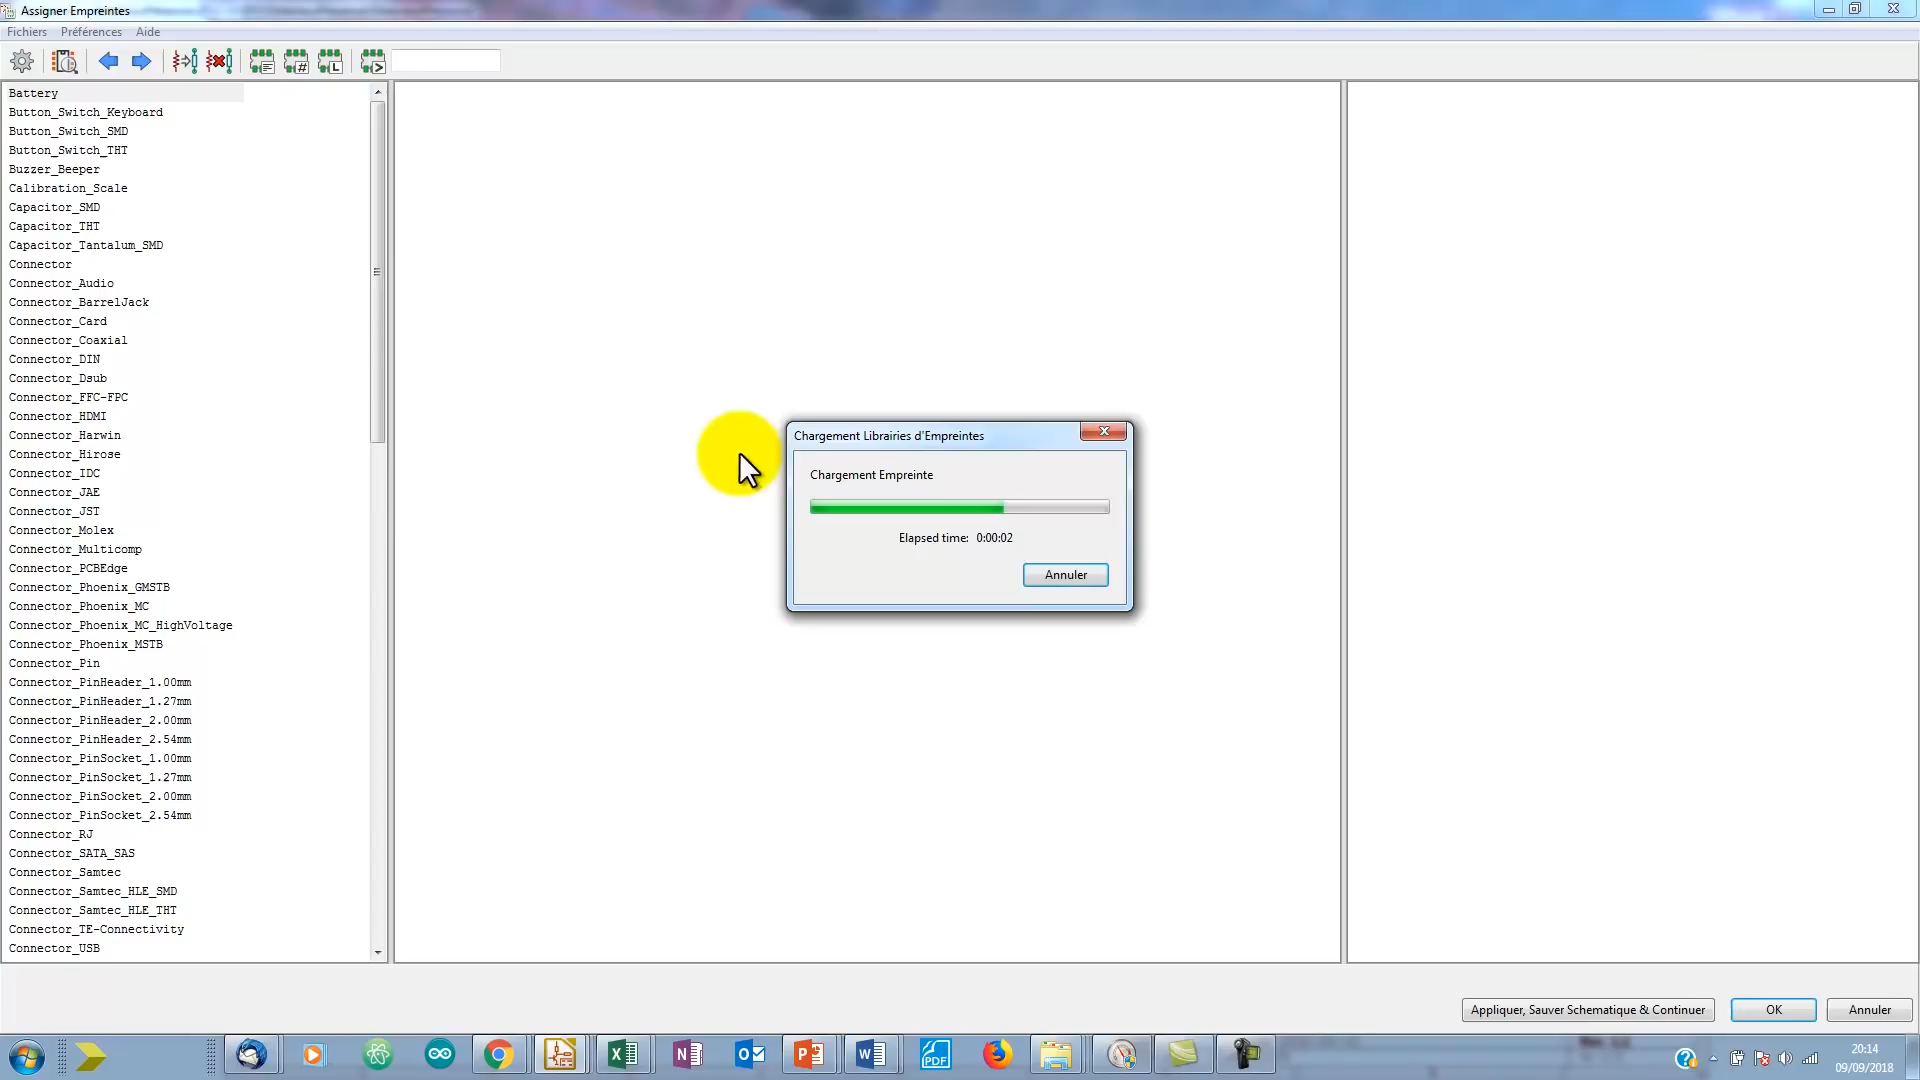 Assigner Empreintes
Fichiers Préférences Aide
Battery
Button_Switch_Keyboard
Button_Switch_SMD
Button_Switch_THT
Buzzer_Beeper
Calibration_Scale
Capacitor_SMD
Capacitor_THT
Capacitor_Tantalum_SMD
Connector
Connector_Audio
Connector_BarrelJack
Connector_Card
Connector_Coaxial
Connector_DIN
Connector_Dsub
Connector_FFC-FPC
Connector_HDMI
Connector_Harwin
Connector_Hirose
Connector_IDC
Connector_JAE
Connector_JST
Connector_Molex
Connector_Multicomp
Connector_PCBEdge
Connector_Phoenix_GMSTB
Connector_Phoenix_MC
Connector_Phoenix_MC_HighVoltage
Connector_Phoenix_MSTB
Connector_Pin
Connector_PinHeader_1.00mm
Connector_PinHeader_1.27mm
Connector_PinHeader_2.00mm
Connector_PinHeader_2.54mm
Connector_PinSocket_1.00mm
Connector_PinSocket_1.27mm
Connector_PinSocket_2.00mm
Connector_PinSocket_2.54mm
Connector_RJ
Connector_SATA_SAS
Connector_Samtec
Connector_Samtec_HLE_SMD
Connector_Samtec_HLE_THT
Connector_TE-Connectivity
Connector_USB
Chargement Librairies d'Empreintes
Chargement Empreinte
Elapsed time: 0:00:02
Annuler
Appliquer, Sauver Schematique & Continuer
OK
Annuler
PDF
20:14
09/09/2018